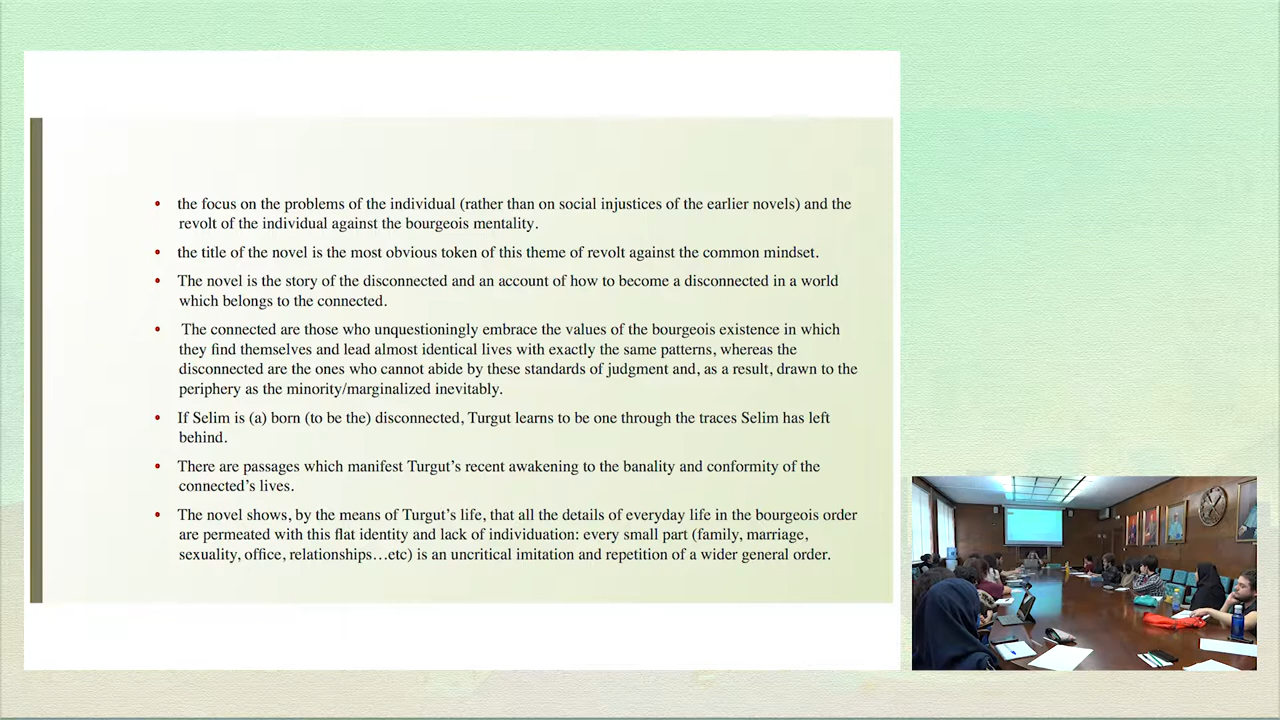 • the focus on the problems of the individual (rather than on social injustices of the earlier novels) and the
revolt of the individual against the bourgeois mentality.
• the title of the novel is the most obvious token of this theme of revolt against the common mindset.
• The novel is the story of the disconnected and an account of how to become a disconnected in a world
which belongs to the connected.
• The connected are those who unquestioningly embrace the values of the bourgeois existence in which
they find themselves and lead almost identical lives with exactly the same patterns, whereas the
disconnected are the ones who cannot abide by these standards of judgment and, as a result, drawn to the
periphery as the minority/marginalized inevitably.
• If Selim is (a) born (to be the) disconnected, Turgut learns to be one through the traces Selim has left
behind.
• There are passages which manifest Turgut’s recent awakening to the banality and conformity of the
connected’s lives.
• The novel shows, by the means of Turgut’s life, that all the details of everyday life in the bourgeois order
are permeated with this flat identity and lack of individuation: every small part (family, marriage,
sexuality, office, relationships…etc) is an uncritical imitation and repetition of a wider general order.